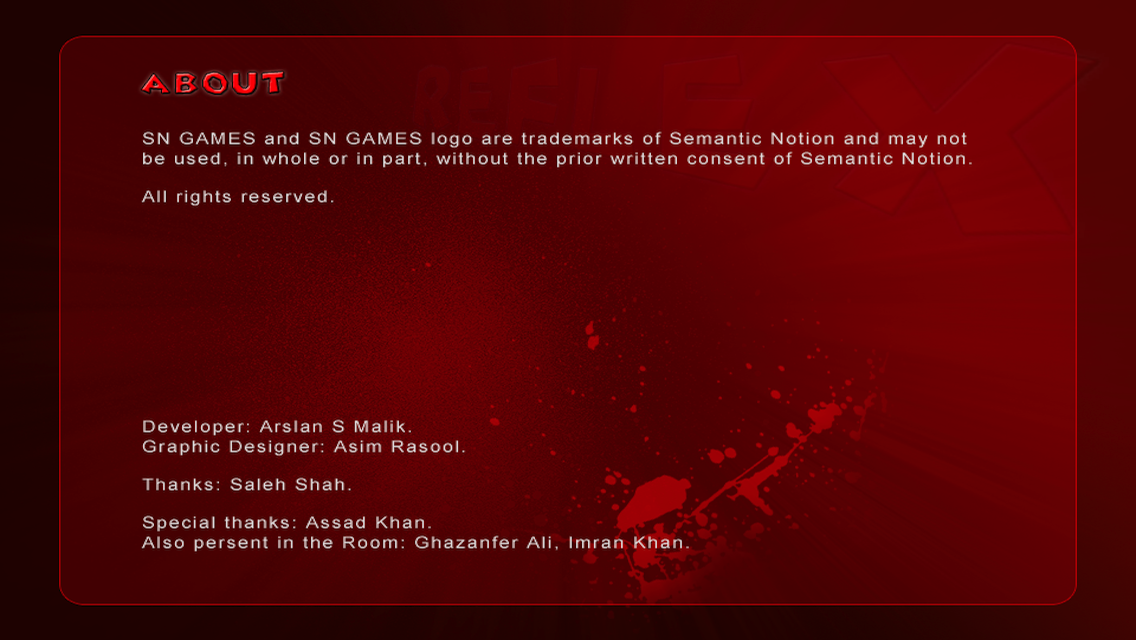 ABOUT
SN GAMES and SN GAMES logo are trademarks of Semantic Notion and may not
be used, in whole or in part, without the prior written consent of Semantic Notion.
All rights reserved.
Developer: Arslan S Malik.
Graphic Designer: Asim Rasool.
Thanks: Saleh Shah.
Special thanks: Assad Khan.
Also persent in the Room: Ghazanfer Ali, Imran Khan.